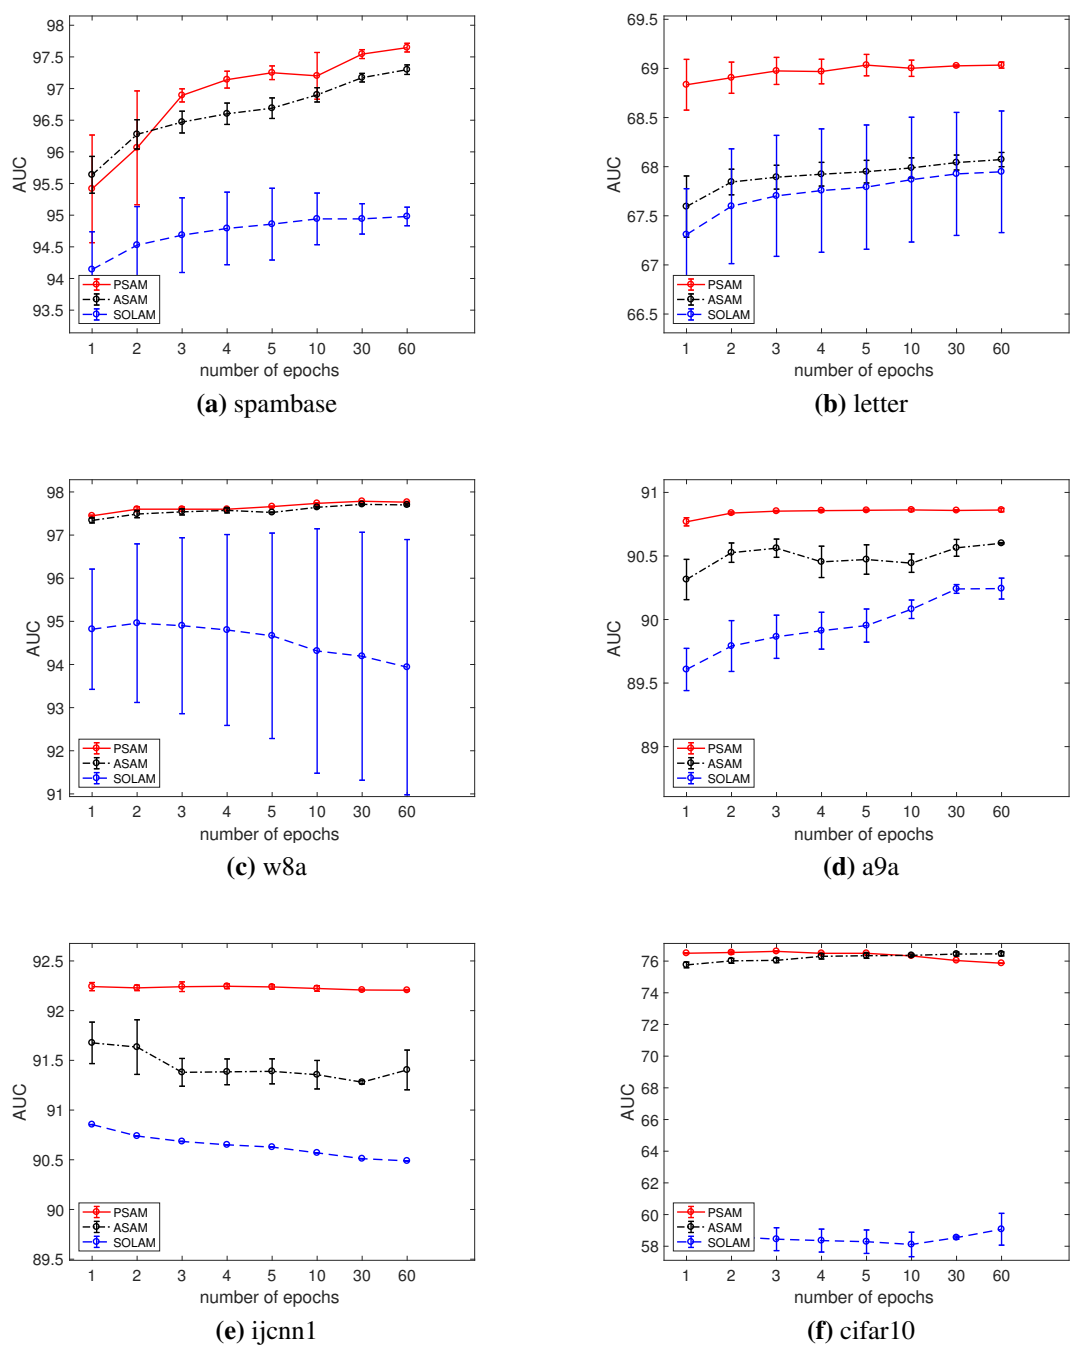 98
97.5
97
96.5
96
95.5
95
94.5
94
93.5
AUC
PSAM
ASAM
SOLAM
1 2 3 4 5 10 30 60
number of epochs
(a) spambase
69.5
69
68.5
68
67.5
67
66.5
AUC
PSAM
ASAM
SOLAM
1 2 3 4 5 10 30 60
number of epochs
(b) letter
98
97
96
95
94
93
92
91
AUC
PSAM
ASAM
SOLAM
1 2 3 4 5 10 30 60
number of epochs
(c) w8a
91
90.5
90
89.5
89
AUC
PSAM
ASAM
SOLAM
1 2 3 4 5 10 30 60
number of epochs
(d) a9a
92.5
92
91.5
91
90.5
90
89.5
AUC
PSAM
ASAM
SOLAM
1 2 3 4 5 10 30 60
number of epochs
(e) ijcnn1
76
74
72
70
68
66
64
62
60
58
AUC
PSAM
ASAM
SOLAM
1 2 3 4 5 10 30 60
number of epochs
(f) cifar10